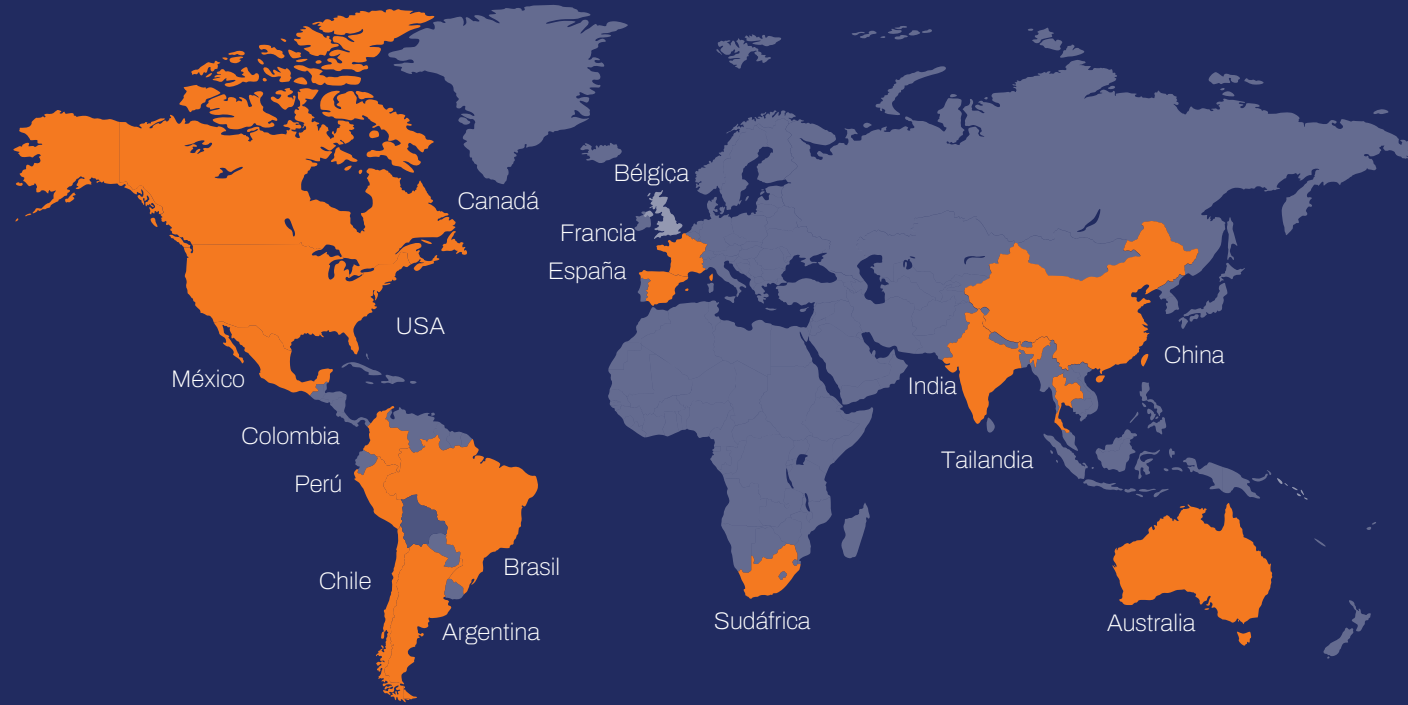 Bélgica
Canadá
Francia
España
USA
China
México
India
Colombia
Tailandia
Perú
Brasil
Chile
Sudáfrica
Australia
Argentina